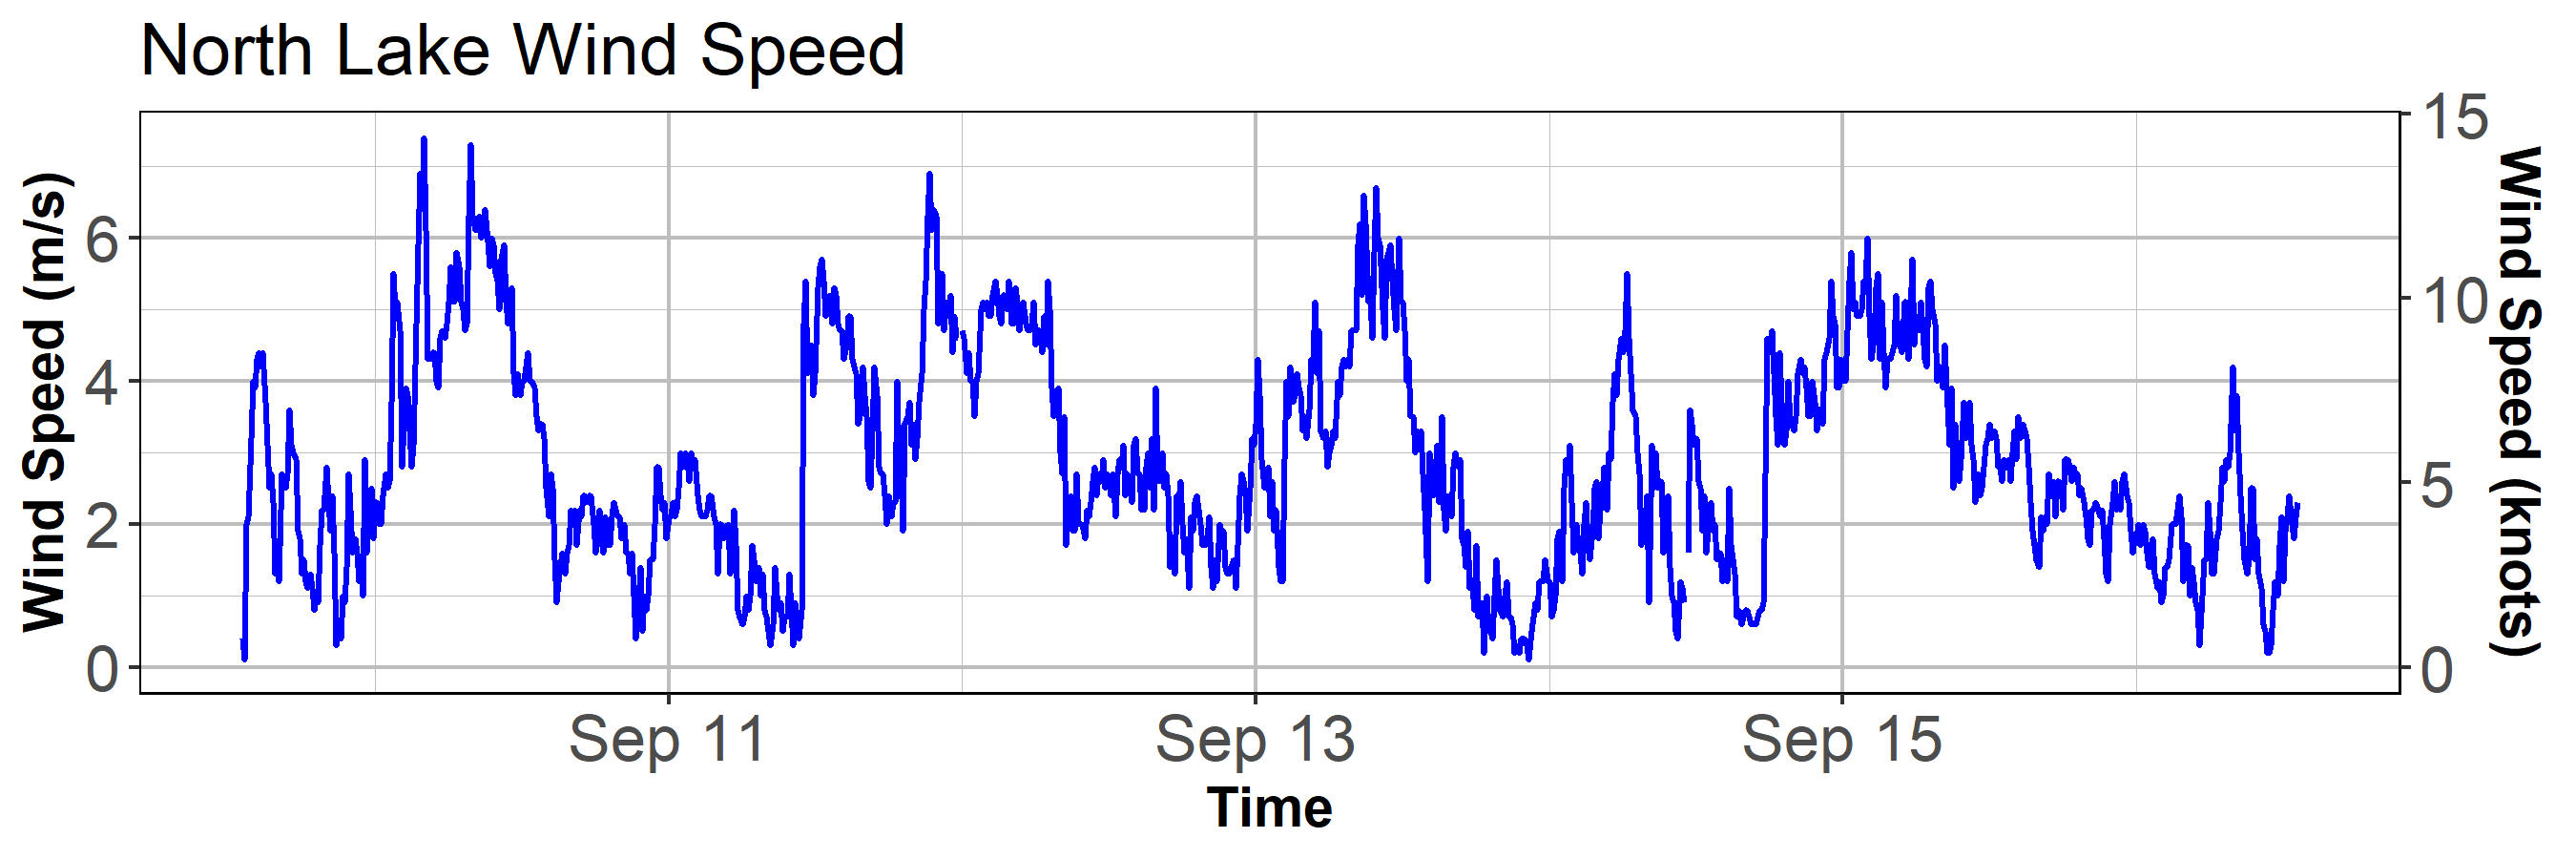 North Lake Wind Speed
Wind Speed (m/s)
6
4
2
0
15
10
5
0
Wind Speed (knots)
Sep 11
Sep 13
Sep 15
Time